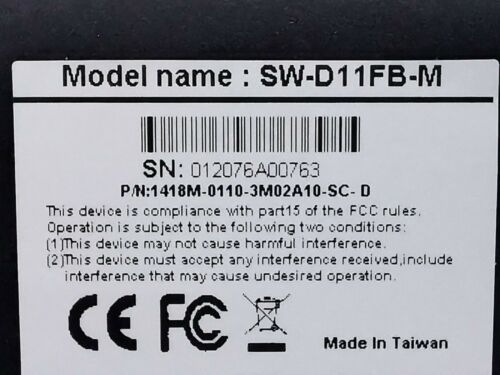 Model name : SW-D11FB-M
SN: 012076A00763
P/N:1418M-0110-3M02A10-SC- D
This device is compliance with part15 of the FCC rules.
Operation is subject to the following two conditions:
(1)This device may not cause harmful interference.
(2)This device must accept any interference received,include
interference that may cause undesired operation.
CE FC
Made In Taiwan